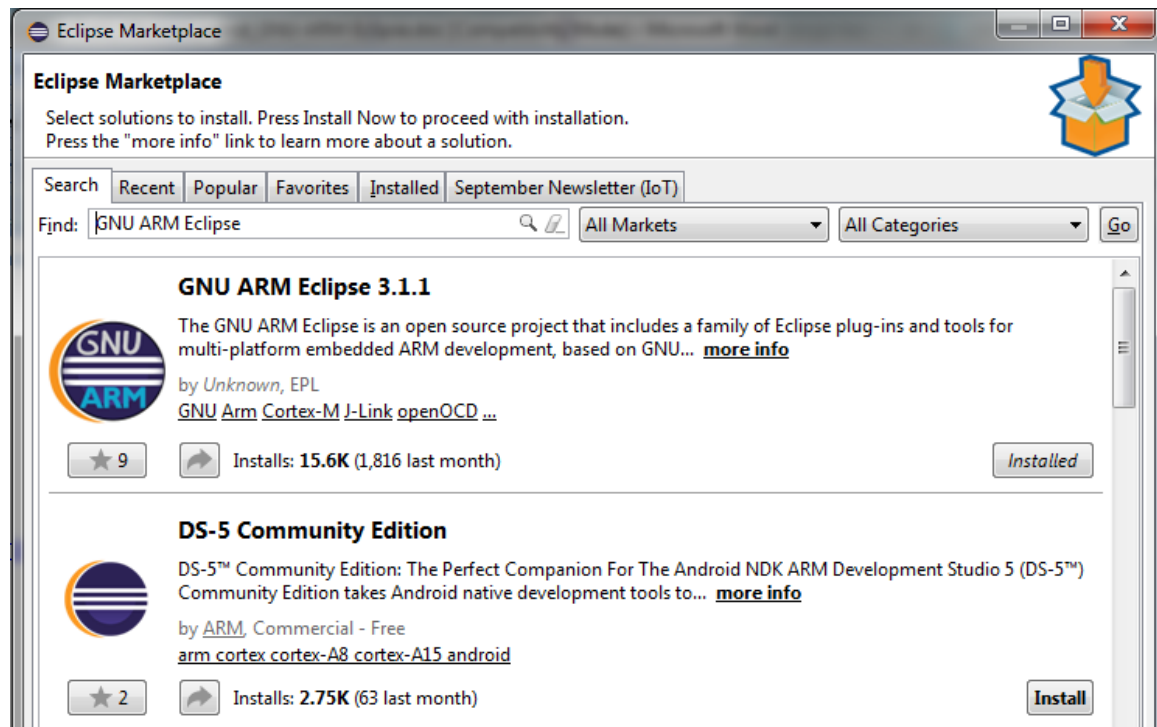 Eclipse Marketplace
Eclipse Marketplace
Select solutions to install. Press Install Now to proceed with installation.
Press the "more info" link to learn more about a solution.
Search Recent Popular Favorites Installed September Newsletter (IoT)
Find: GNU ARM Eclipse All Markets All Categories Go
GNU ARM Eclipse 3.1.1
The GNU ARM Eclipse is an open source project that includes a family of Eclipse plug-ins and tools for
multi-platform embedded ARM development, based on GNU... more info
GNU
ARM
by Unknown, EPL
GNU Arm Cortex-M J-Link openOCD ...
9 Installs: 15.6K (1,816 last month) Installed
DS-5 Community Edition
DS-5™ Community Edition: The Perfect Companion For The Android NDK ARM Development Studio 5 (DS-5™)
Community Edition takes Android native development tools to... more info
by ARM, Commercial - Free
arm cortex cortex-A8 cortex-A15 android
2 Installs: 2.75K (63 last month) Install